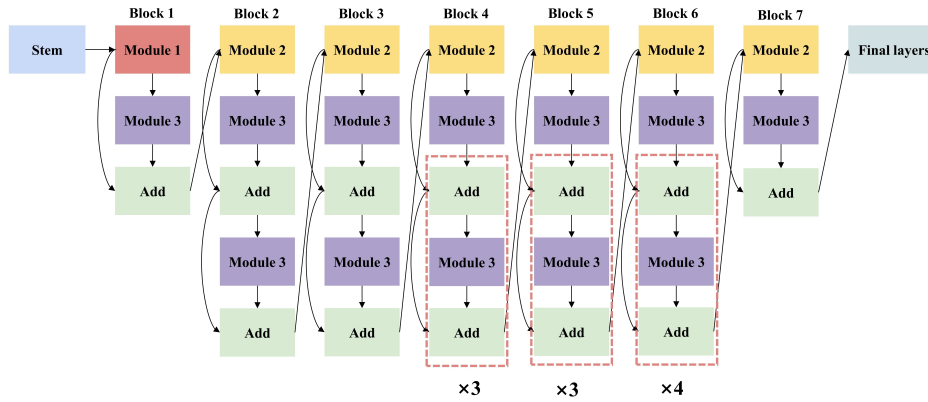 Block 1 Block 2 Block 3 Block 4 Block 5 Block 6 Block 7
Stem Module 1 Module 2 Module 2 Module 2 Module 2 Module 2 Module 2 Final layers
Module 3 Module 3 Module 3 Module 3 Module 3 Module 3 Module 3
Add Add Add Add Add Add Add
Module 3 Module 3 Module 3 Module 3 Module 3
Add Add Add Add Add
×3 ×3 ×4